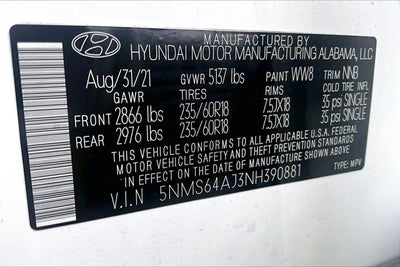 MANUFACTURED BY
HYUNDAI MOTOR MANUFACTURING ALABAMA, LLC
Aug/31/21 GVWR 5137 lbs PAINT WW8 TRIM NNB
GAWR TIRES RIMS COLD TIRE INFL
FRONT 2866 lbs 235/60R18 7.5JX18 35 psi SINGLE
REAR 2976 lbs 235/60R18 7.5JX18 35 psi SINGLE
THIS VEHICLE CONFORMS TO ALL APPLICABLE U.S.A. FEDERAL
MOTOR VEHICLE SAFETY AND THEFT PREVENTION STANDARDS
IN EFFECT ON THE DATE OF MANUFACTURE SHOWN ABOVE.
V.I.N 5NMS64AJ3NH390881 TYPE: MPV